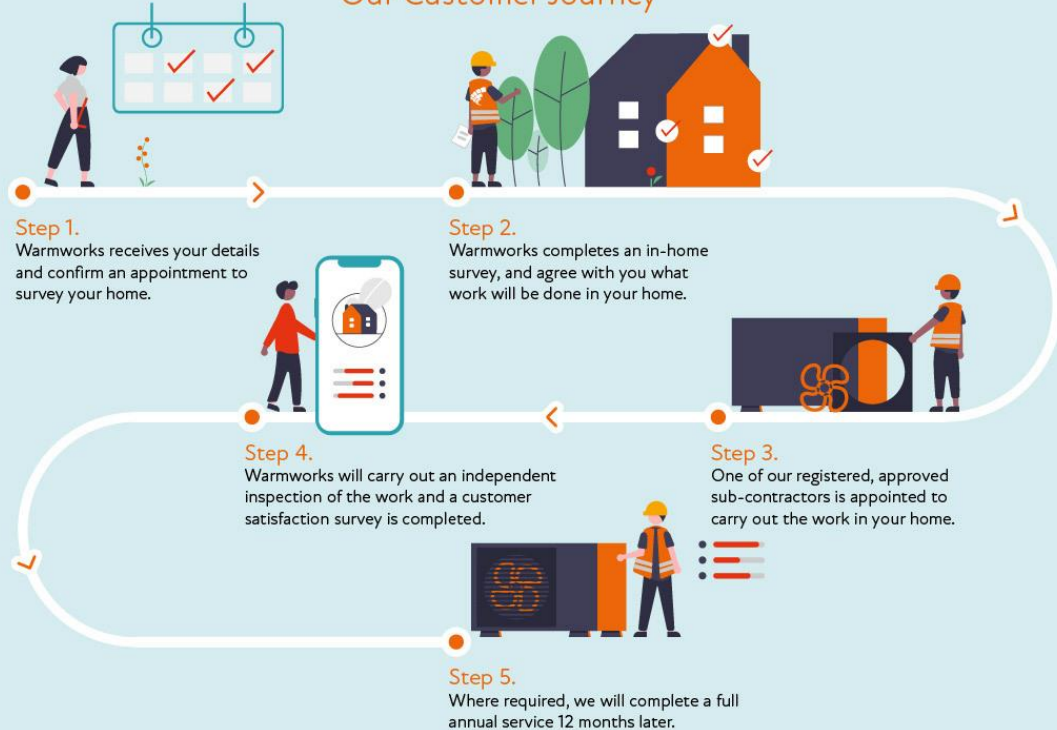 Our Customer Journey
Step 1.
Warmworks receives your details
and confirm an appointment to
survey your home.
Step 2.
Warmworks completes an in-home
survey, and agree with you what
work will be done in your home.
Step 3.
One of our registered, approved
sub-contractors is appointed to
carry out the work in your home.
Step 4.
Warmworks will carry out an independent
inspection of the work and a customer
satisfaction survey is completed.
Step 5.
Where required, we will complete a full
annual service 12 months later.